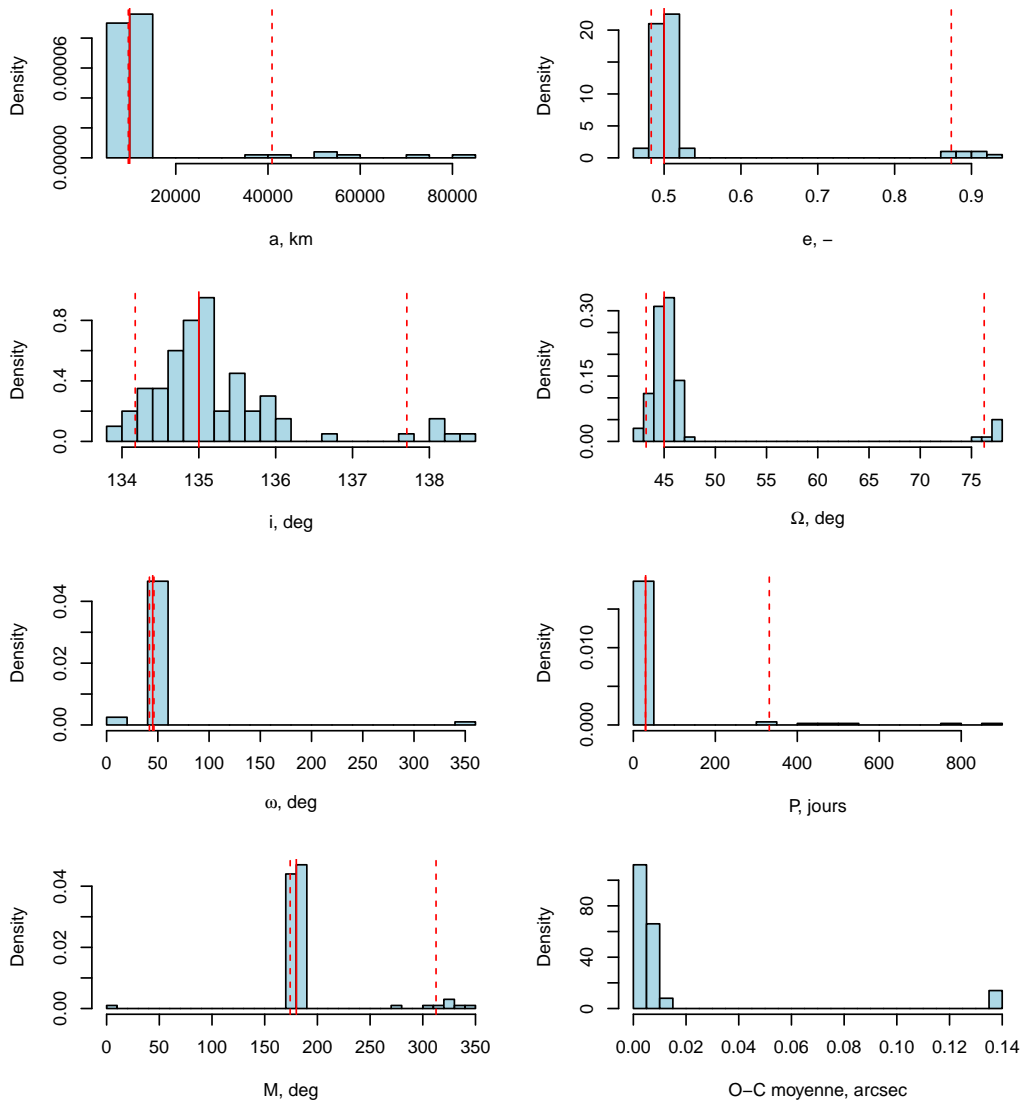 Density
0.00000 0.00006
20000 40000 60000 80000
a, km
Density
0 5 10 20
0.5 0.6 0.7 0.8 0.9
e, −
Density
0.0 0.4 0.8
134 135 136 137 138
i, deg
Density
0.00 0.15 0.30
45 50 55 60 65 70 75
Ω, deg
Density
0.00 0.02 0.04
0 50 100 150 200 250 300 350
ω, deg
Density
0.000 0.010
0 200 400 600 800
P, jours
Density
0.00 0.02 0.04
0 50 100 150 200 250 300 350
M, deg
Density
0 40 80
0.00 0.02 0.04 0.06 0.08 0.10 0.12 0.14
O−C moyenne, arcsec